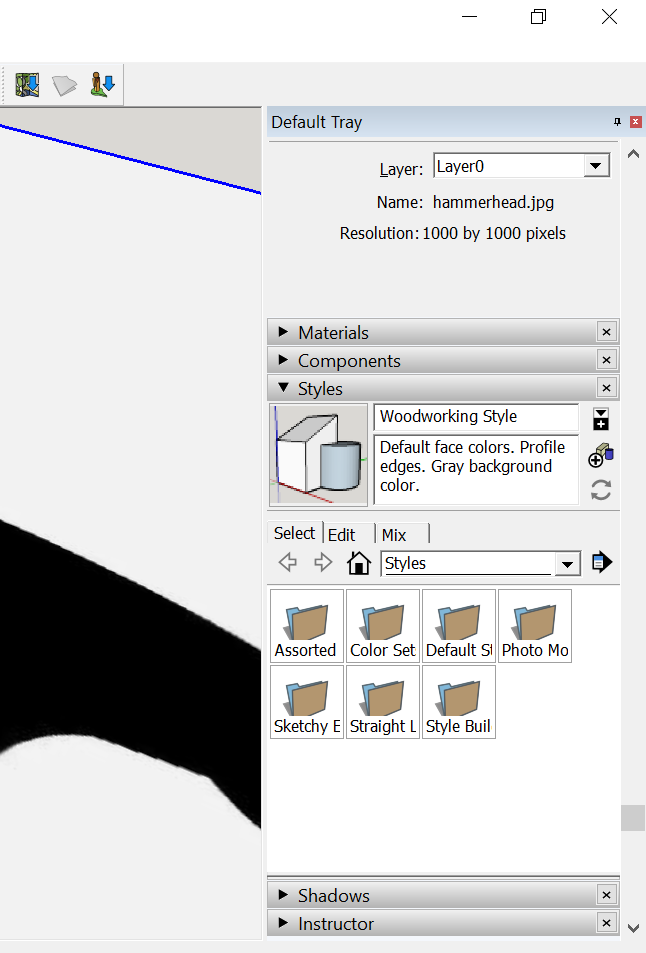 Default Tray
Layer: Layer0
Name: hammerhead.jpg
Resolution: 1000 by 1000 pixels
Materials
Components
Styles
Woodworking Style
Default face colors. Profile
edges. Gray background
color.
Select Edit Mix
Styles
Assorted Color Set Default St Photo Mo
Sketchy E Straight L Style Buil
Shadows
Instructor